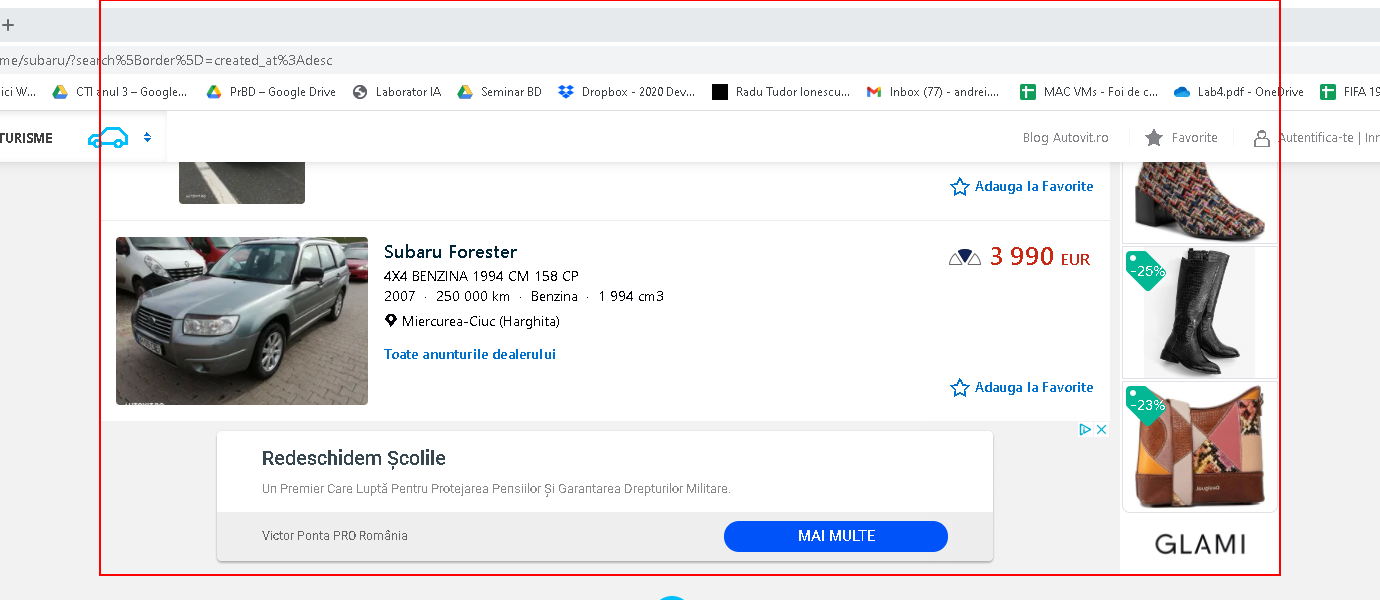 +
me/subaru/?search%5Border%5D=created_at%3Adesc
ici W... CTI anul 3 – Google... PrBD – Google Drive Laborator IA Seminar BD Dropbox - 2020 Dev... Radu Tudor Ionescu... Inbox (77) - andrei.... MAC VMs - Foi de c... Lab4.pdf - OneDrive FIFA 19
TURISME Blog Autovit.ro Favorite Autentifica-te | Inr
Adauga la Favorite
Subaru Forester 3 990 EUR
4X4 BENZINA 1994 CM 158 CP
2007 · 250 000 km · Benzina · 1 994 cm3
Miercurea-Ciuc (Harghita)
Toate anunturile dealerului
Adauga la Favorite
-25%
-23%
Redeschidem Școlile
Un Premier Care Luptă Pentru Protejarea Pensiilor Și Garantarea Drepturilor Militare.
Victor Ponta PRO România MAI MULTE
GLAMI